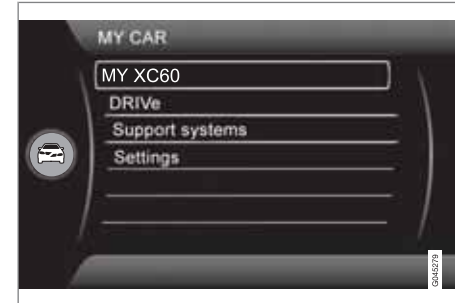 MY CAR
MY XC60
DRIVe
Support systems
Settings
G045279